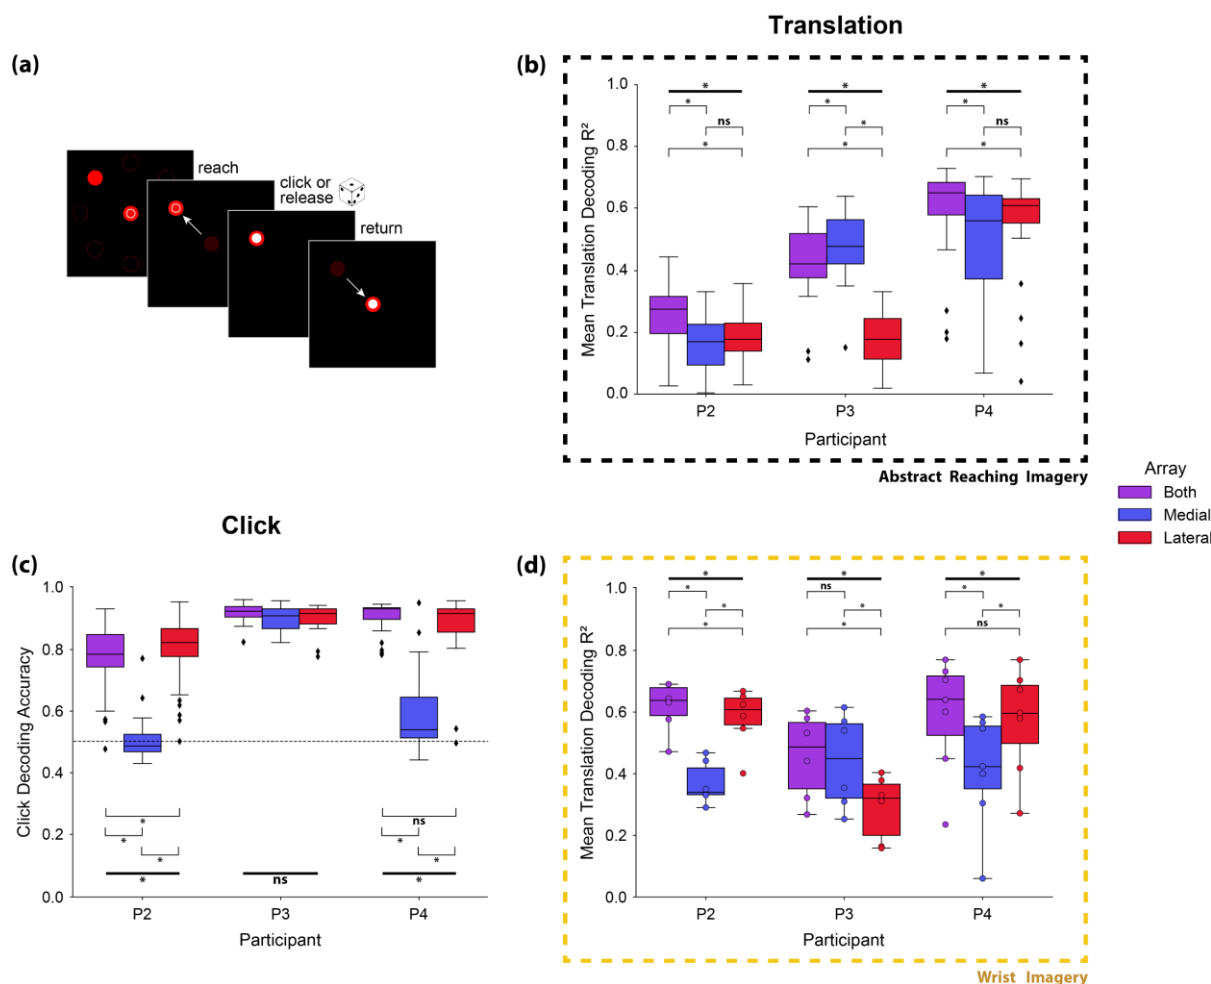 Translation
(a)
reach
click or
release
return
(b)
Mean Translation Decoding R²
1.0
0.8
0.6
0.4
0.2
0.0
*
*
ns
*
*
*
*
*
*
*
ns
*
P2
P3
P4
Participant
Abstract Reaching Imagery
Array
Both
Medial
Lateral
Click
(c)
Click Decoding Accuracy
1.0
0.8
0.6
0.4
0.2
0.0
*
*
*
*
ns
ns
*
*
*
P2
P3
P4
Participant
(d)
Mean Translation Decoding R²
1.0
0.8
0.6
0.4
0.2
0.0
*
*
*
*
*
ns
*
*
*
*
*
ns
P2
P3
P4
Participant
Wrist Imagery